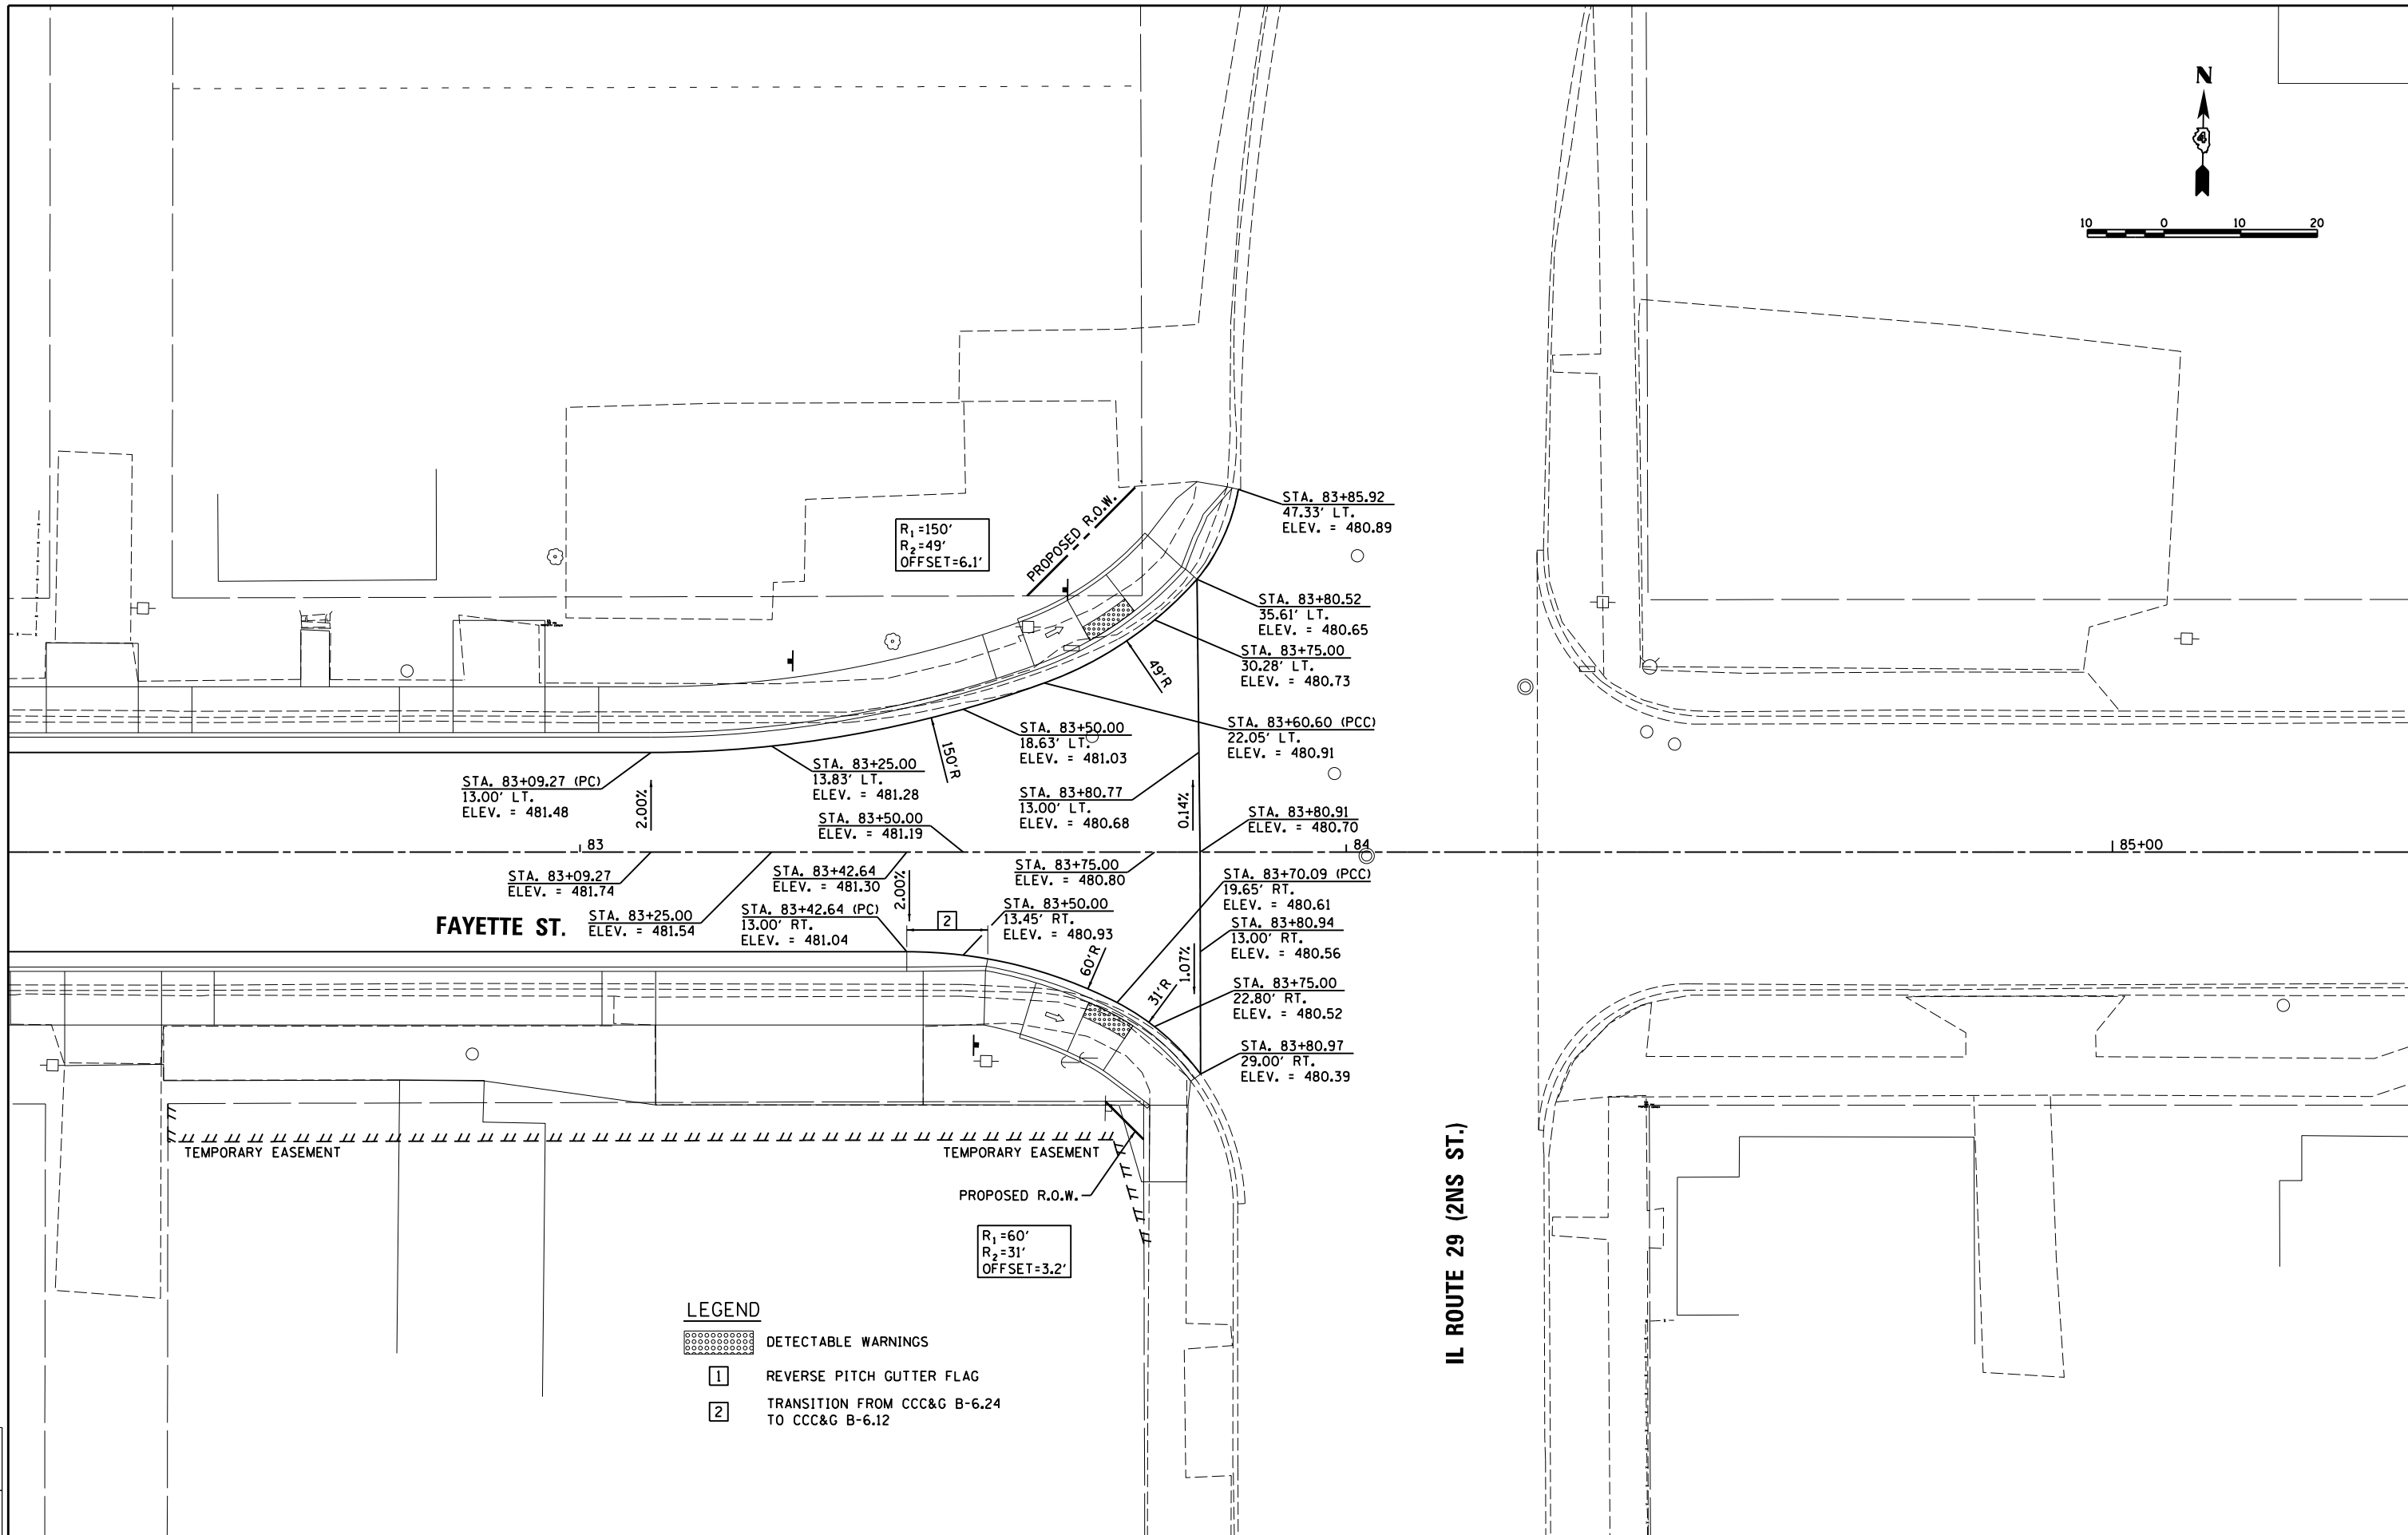 N
10 0 10 20
STA. 83+85.92
47.33' LT.
ELEV. = 480.89
PROPOSED R.O.W.
R1=150'
R2=49'
OFFSET=6.1'
STA. 83+80.52
35.61' LT.
ELEV. = 480.65
STA. 83+75.00
30.28' LT.
ELEV. = 480.73
49'R
STA. 83+60.60 (PCC)
22.05' LT.
ELEV. = 480.91
STA. 83+50.00
18.63' LT.
ELEV. = 481.03
150'R
STA. 83+25.00
13.83' LT.
ELEV. = 481.28
STA. 83+09.27 (PC)
13.00' LT.
ELEV. = 481.48
2.00%
STA. 83+80.77
13.00' LT.
ELEV. = 480.68
0.14%
STA. 83+50.00
ELEV. = 481.19
STA. 83+80.91
ELEV. = 480.70
83
84
85+00
STA. 83+09.27
ELEV. = 481.74
STA. 83+42.64
ELEV. = 481.30
2.00%
STA. 83+75.00
ELEV. = 480.80
STA. 83+70.09 (PCC)
19.65' RT.
ELEV. = 480.61
FAYETTE ST.
STA. 83+25.00
ELEV. = 481.54
STA. 83+42.64 (PC)
13.00' RT.
ELEV. = 481.04
2
STA. 83+50.00
13.45' RT.
ELEV. = 480.93
STA. 83+80.94
13.00' RT.
ELEV. = 480.56
60'R
1.07%
31'R
STA. 83+75.00
22.80' RT.
ELEV. = 480.52
STA. 83+80.97
29.00' RT.
ELEV. = 480.39
TEMPORARY EASEMENT
TEMPORARY EASEMENT
PROPOSED R.O.W.
R1=60'
R2=31'
OFFSET=3.2'
IL ROUTE 29 (2NS ST.)
LEGEND
DETECTABLE WARNINGS
1 REVERSE PITCH GUTTER FLAG
2 TRANSITION FROM CCC&G B-6.24
TO CCC&G B-6.12